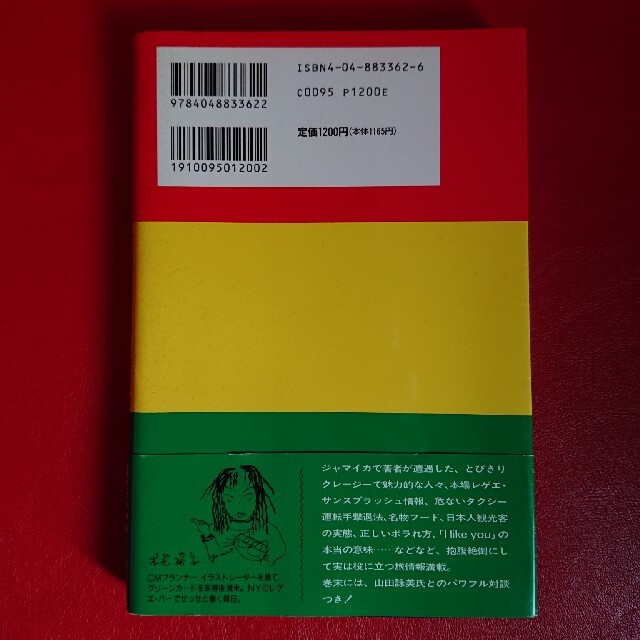 ISBN4-04-883362-6
C0095 P1200E
9784048833622
定価1200円(本体1165円)
1910095012002
ジャマイカで著者が遭遇した、とびきり
クレージーで魅力的な人々、本場レゲエ・
サンスプラッシュ情報、危ないタクシー
運転手撃退法、名物フード、日本人観光客
の実態、正しいボラれ方、「I like you」の
本当の意味……などなど、抱腹絶倒にし
て実は役に立つ旅情報満載。
巻末には、山田詠美氏とのパワフル対談
つき!
CMプランナー、イラストレーターを経て、
グリーンカードを取得後渡米。NYのレゲ
エ・バーでせっせと働く毎日。